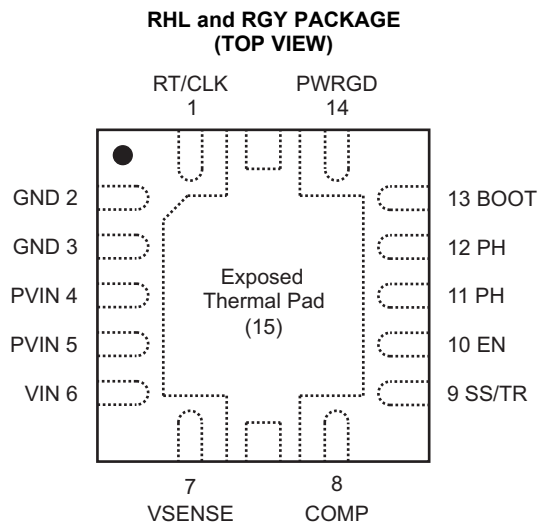 RHL and RGY PACKAGE
(TOP VIEW)
RT/CLK
1
PWRGD
14
GND 2
GND 3
PVIN 4
PVIN 5
VIN 6
Exposed
Thermal Pad
(15)
13 BOOT
12 PH
11 PH
10 EN
9 SS/TR
7
VSENSE
8
COMP